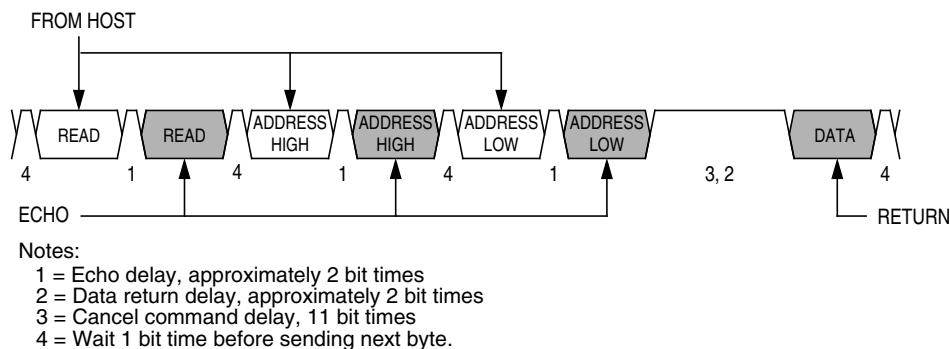 FROM HOST
READ READ ADDRESS HIGH ADDRESS HIGH ADDRESS LOW ADDRESS LOW DATA
4 1 4 1 4 1 3, 2 4
ECHO RETURN
Notes:
1 = Echo delay, approximately 2 bit times
2 = Data return delay, approximately 2 bit times
3 = Cancel command delay, 11 bit times
4 = Wait 1 bit time before sending next byte.